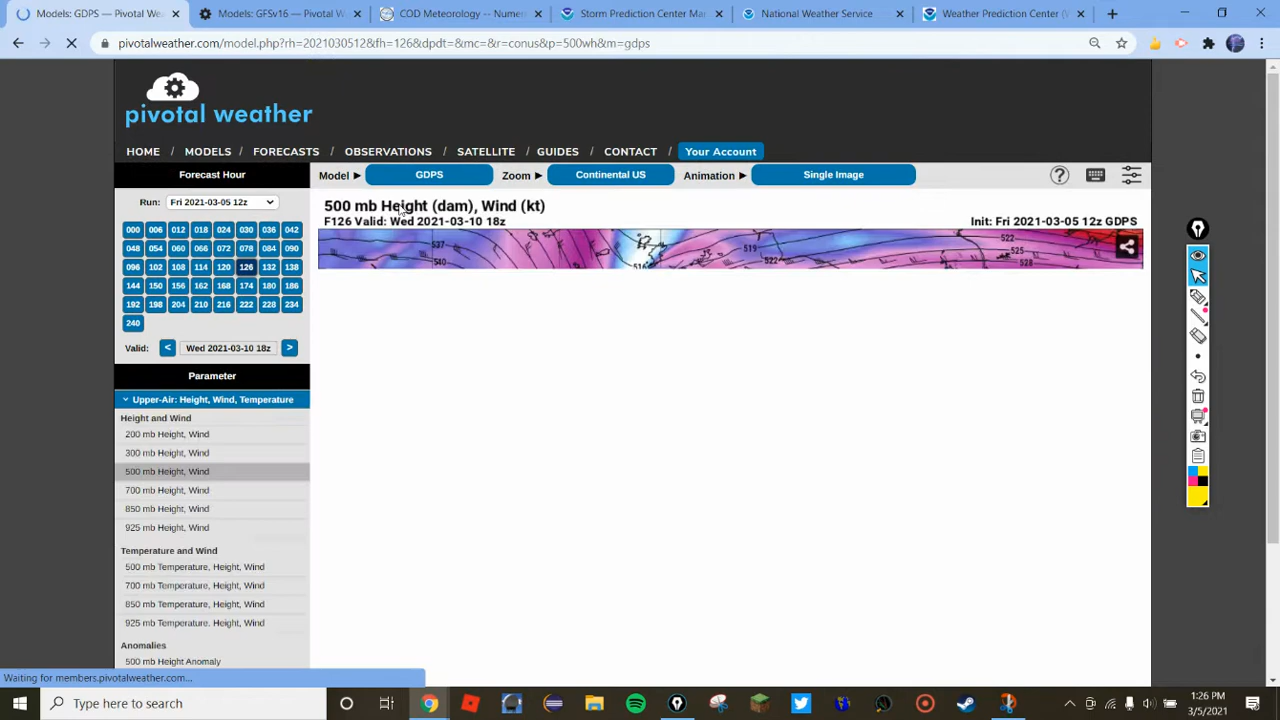 Models: GDPS — Pivotal Wea
Models: GFSv16 — Pivotal W
COD Meteorology -- Numeri
Storm Prediction Center Ma
National Weather Service
Weather Prediction Center (V
pivotalweather.com/model.php?rh=2021030512&fh=126&dpdt=&mc=&r=conus&p=500wh&m=gdps
pivotal weather
HOME / MODELS / FORECASTS / OBSERVATIONS / SATELLITE / GUIDES / CONTACT / Your Account
Forecast Hour
Model ▶ GDPS Zoom ▶ Continental US Animation ▶ Single Image
Run: Fri 2021-03-05 12z
500 mb Height (dam), Wind (kt)
F126 Valid: Wed 2021-03-10 18z
Init: Fri 2021-03-05 12z GDPS
000 006 012 018 024 030 036 042
048 054 060 066 072 078 084 090
096 102 108 114 120 126 132 138
144 150 156 162 168 174 180 186
192 198 204 210 216 222 228 234
240
537
540
516
519
522
522
525
528
Valid: < Wed 2021-03-10 18z >
Parameter
Upper-Air: Height, Wind, Temperature
Height and Wind
200 mb Height, Wind
300 mb Height, Wind
500 mb Height, Wind
700 mb Height, Wind
850 mb Height, Wind
925 mb Height, Wind
Temperature and Wind
500 mb Temperature, Height, Wind
700 mb Temperature, Height, Wind
850 mb Temperature, Height, Wind
925 mb Temperature. Height, Wind
Anomalies
500 mb Height Anomaly
Waiting for members.pivotalweather.com...
Type here to search
1:26 PM
3/5/2021